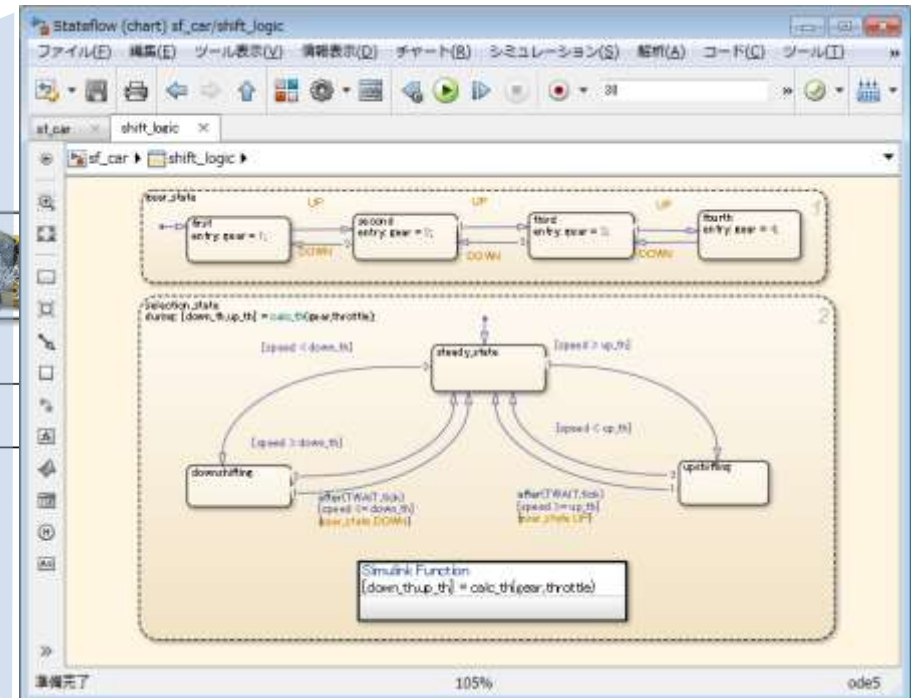 Stateflow (chart) sf_car/shift_logic
ファイル(F) 編集(E) ツール表示(V) 情報表示(D) チャート(R) シミュレーション(S) 解析(A) コード(C) ツール(T) »
sf_car shift_logic
sf_car shift_logic
gear_state
1
UP UP UP
first
entry: gear = 1;
second
entry: gear = 2;
third
entry: gear = 3;
fourth
entry: gear = 4;
DOWN DOWN DOWN
selection_state
during: [down_th,up_th] = calc_th(gear,throttle)
2
[speed < down_th]
steady_state
[speed > up_th]
[speed > down_th]
[speed < up_th]
downshifting
upshifting
after(TWAIT,tick)
[speed <= down_th]
{gear_state.DOWN}
after(TWAIT,tick)
[speed >= up_th]
{gear_state.UP}
Simulink Function
[down_th,up_th] = calc_th(gear,throttle)
準備完了 105% ode5